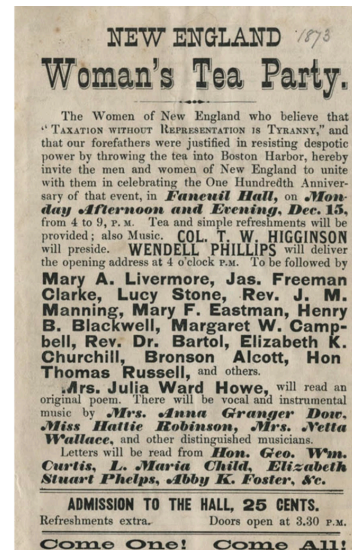 NEW ENGLAND 1873
Woman's Tea Party.
The Women of New England who believe that
"TAXATION WITHOUT REPRESENTATION IS TYRANNY," and
that our forefathers were justified in resisting despotic
power by throwing the tea into Boston Harbor, hereby
invite the men and women of New England to unite
with them in celebrating the One Hundredth Anniver-
sary of that event, in Faneuil Hall, on Mon-
day Afternoon and Evening, Dec. 15,
from 4 to 9, P. M. Tea and simple refreshments will be
provided; also Music. COL. T. W. HIGGINSON
will preside. WENDELL PHILLIPS will deliver
the opening address at 4 o'clock P.M. To be followed by
Mary A. Livermore, Jas. Freeman
Clarke, Lucy Stone, Rev. J. M.
Manning, Mary F. Eastman, Henry
B. Blackwell, Margaret W. Camp-
bell, Rev. Dr. Bartol, Elizabeth K.
Churchill, Bronson Alcott, Hon
Thomas Russell, and others.
Mrs. Julia Ward Howe, will read an
original poem. There will be vocal and instrumental
music by Mrs. Anna Granger Dow,
Miss Hattie Robinson, Mrs. Netta
Wallace, and other distinguished musicians.
Letters will be read from Hon. Geo. Wm.
Curtis, L. Maria Child, Elizabeth
Stuart Phelps, Abby K. Foster, &c.
ADMISSION TO THE HALL, 25 CENTS.
Refreshments extra. Doors open at 3.30 P.M.
Come One! Come All!